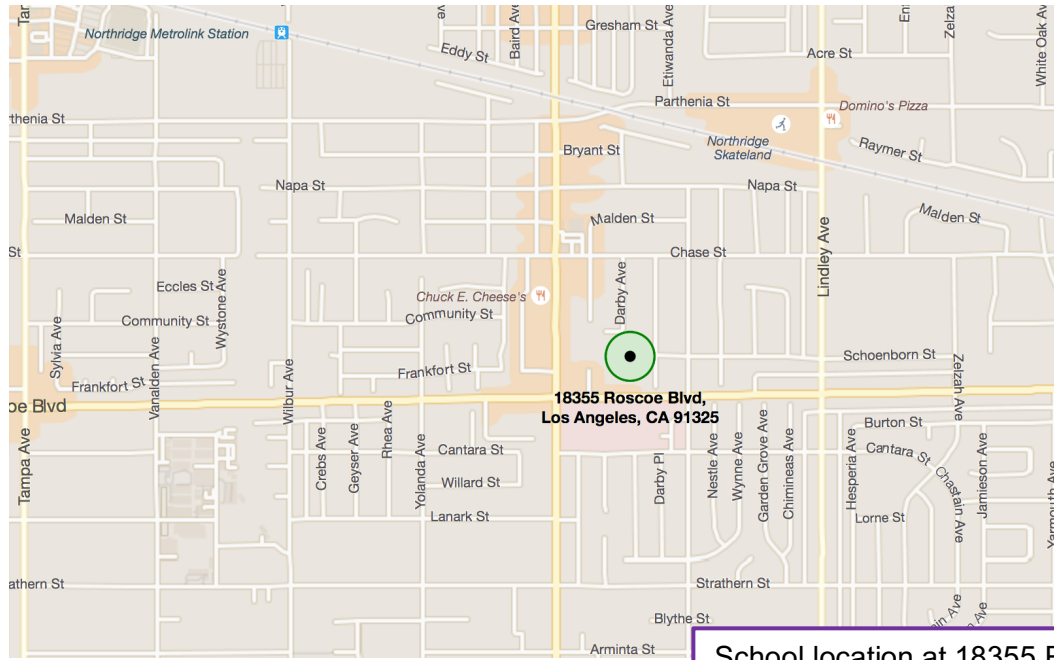 Tar
Northridge Metrolink Station
Eddy St
Baird Ave
Gresham St
Etiwanda Ave
Zelza
Acre St
White Oak Av
rthenia St
Parthenia St
Domino's Pizza
Northridge
Skateland
Raymer St
Bryant St
Napa St
Napa St
Malden St
Malden St
Malden St
St
Chase St
Lindley Ave
Eccles St
Wystone Ave
Darby Ave
Chuck E. Cheese's
Community St
Community St
Sylvia Ave
Vanalden Ave
Wilbur Ave
Schoenborn St
Frankfort St
Frankfort St
Zelzah Ave
oe Blvd
18355 Roscoe Blvd,
Los Angeles, CA 91325
Tampa Ave
Crebs Ave
Geyser Ave
Rhea Ave
Yolanda Ave
Cantara St
Willard St
Lanark St
Darby Pl
Nestle Ave
Wynne Ave
Garden Grove Ave
Chimineas Ave
Hesperia Ave
Burton St
Cantara St
Chastain Ave
Jamieson Ave
Yarmouth Ave
Lorne St
athern St
Strathern St
Blythe St
Arminta St
School location at 18355